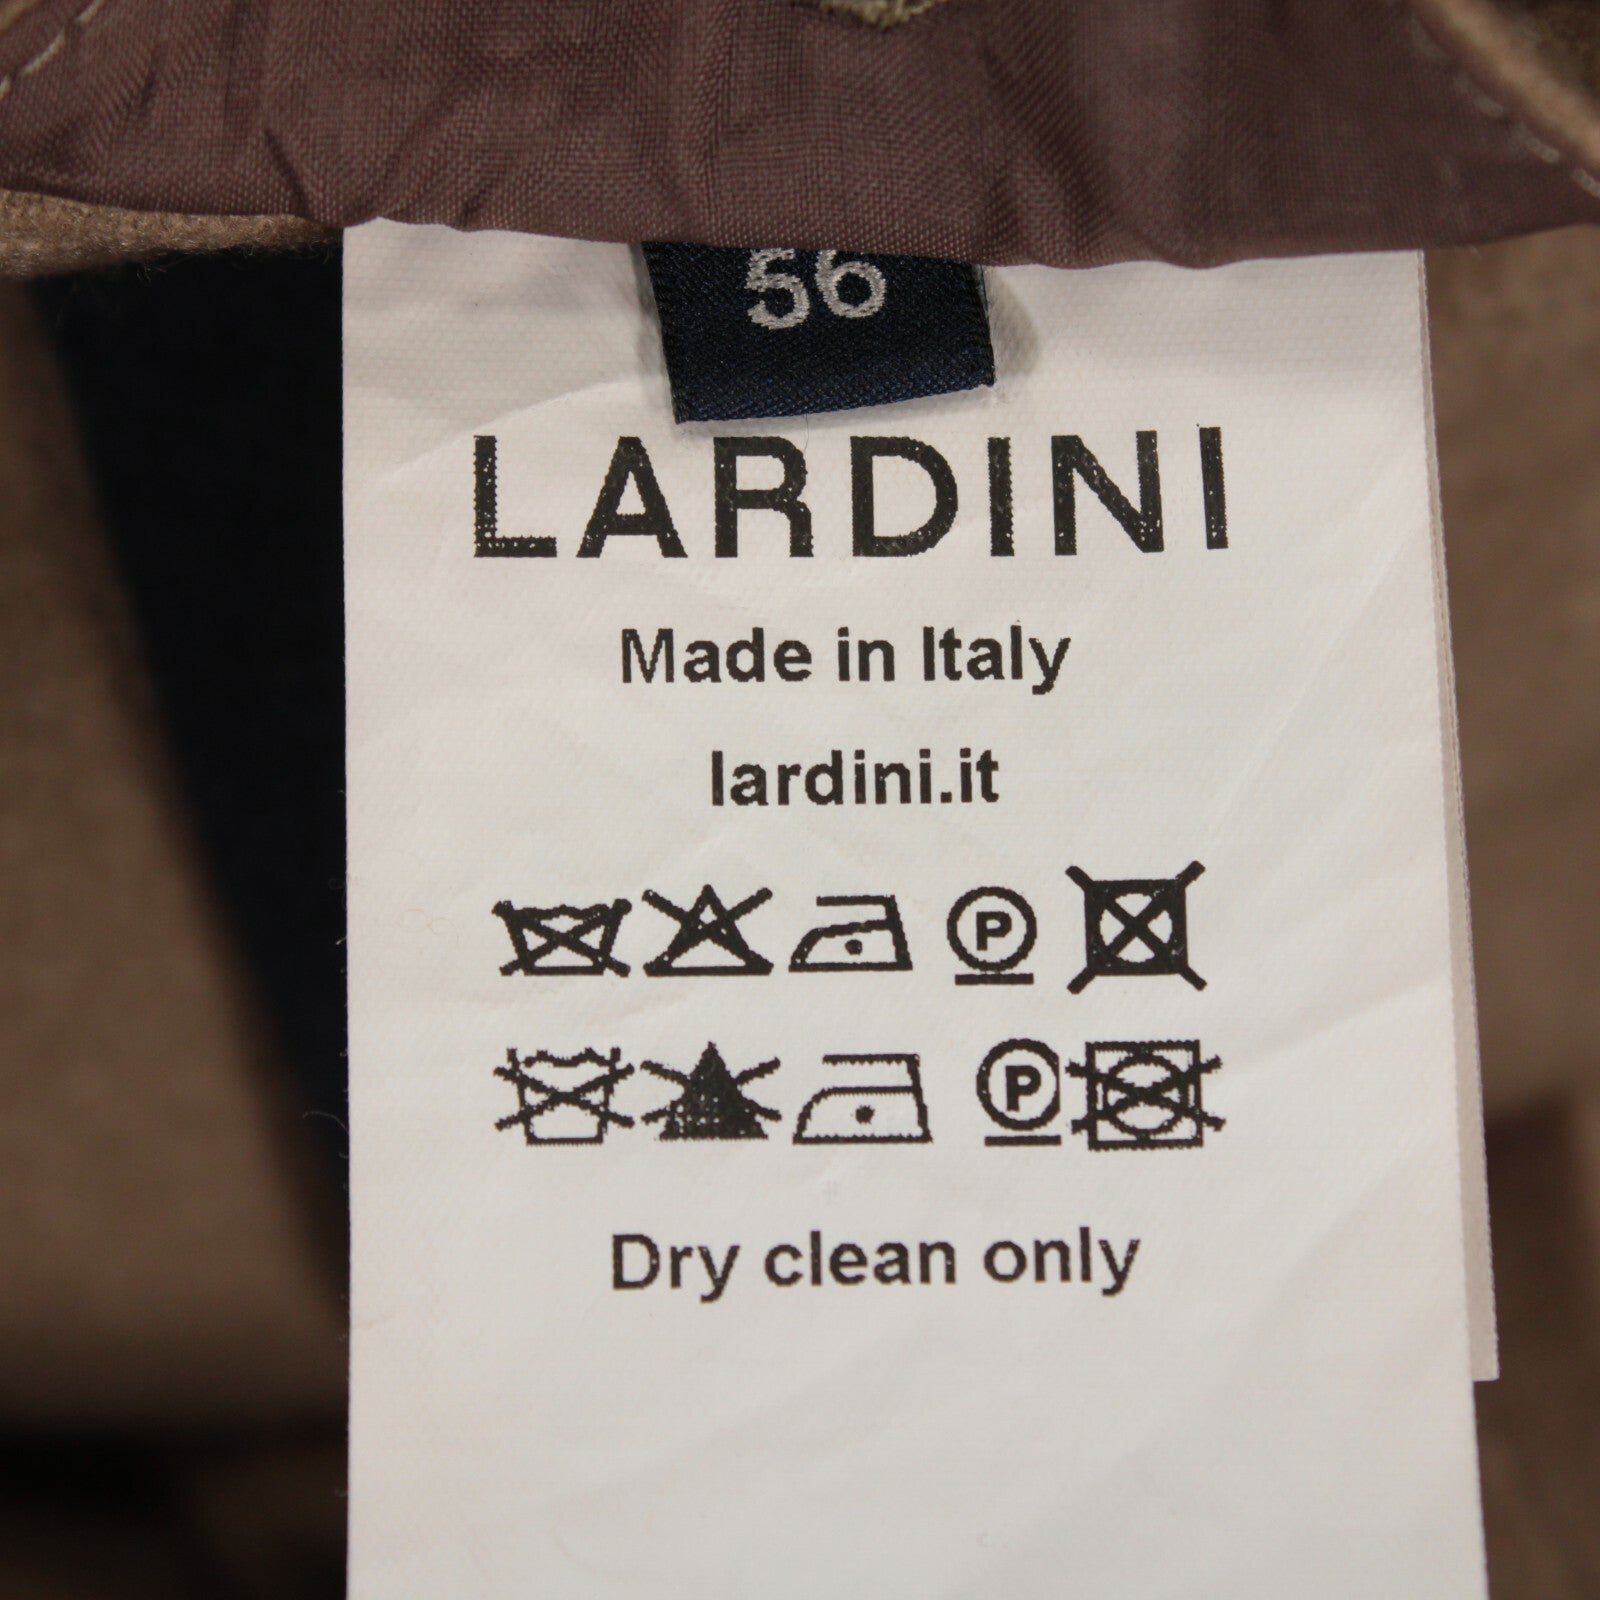 56
LARDINI
Made in Italy
lardini.it
P
P
Dry clean only